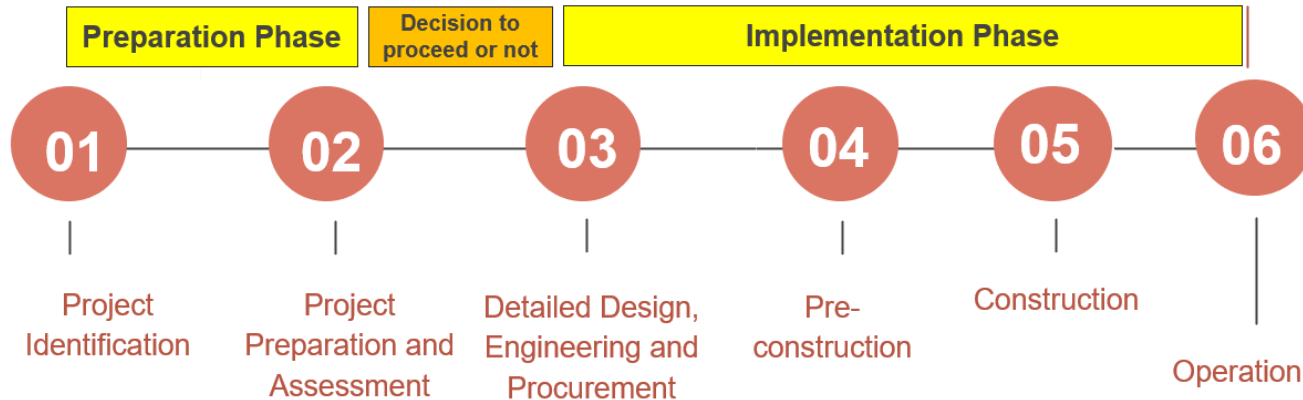 Preparation Phase
Decision to
proceed or not
Implementation Phase
01
02
03
04
05
06
Project
Identification
Project
Preparation and
Assessment
Detailed Design,
Engineering and
Procurement
Pre-
construction
Construction
Operation